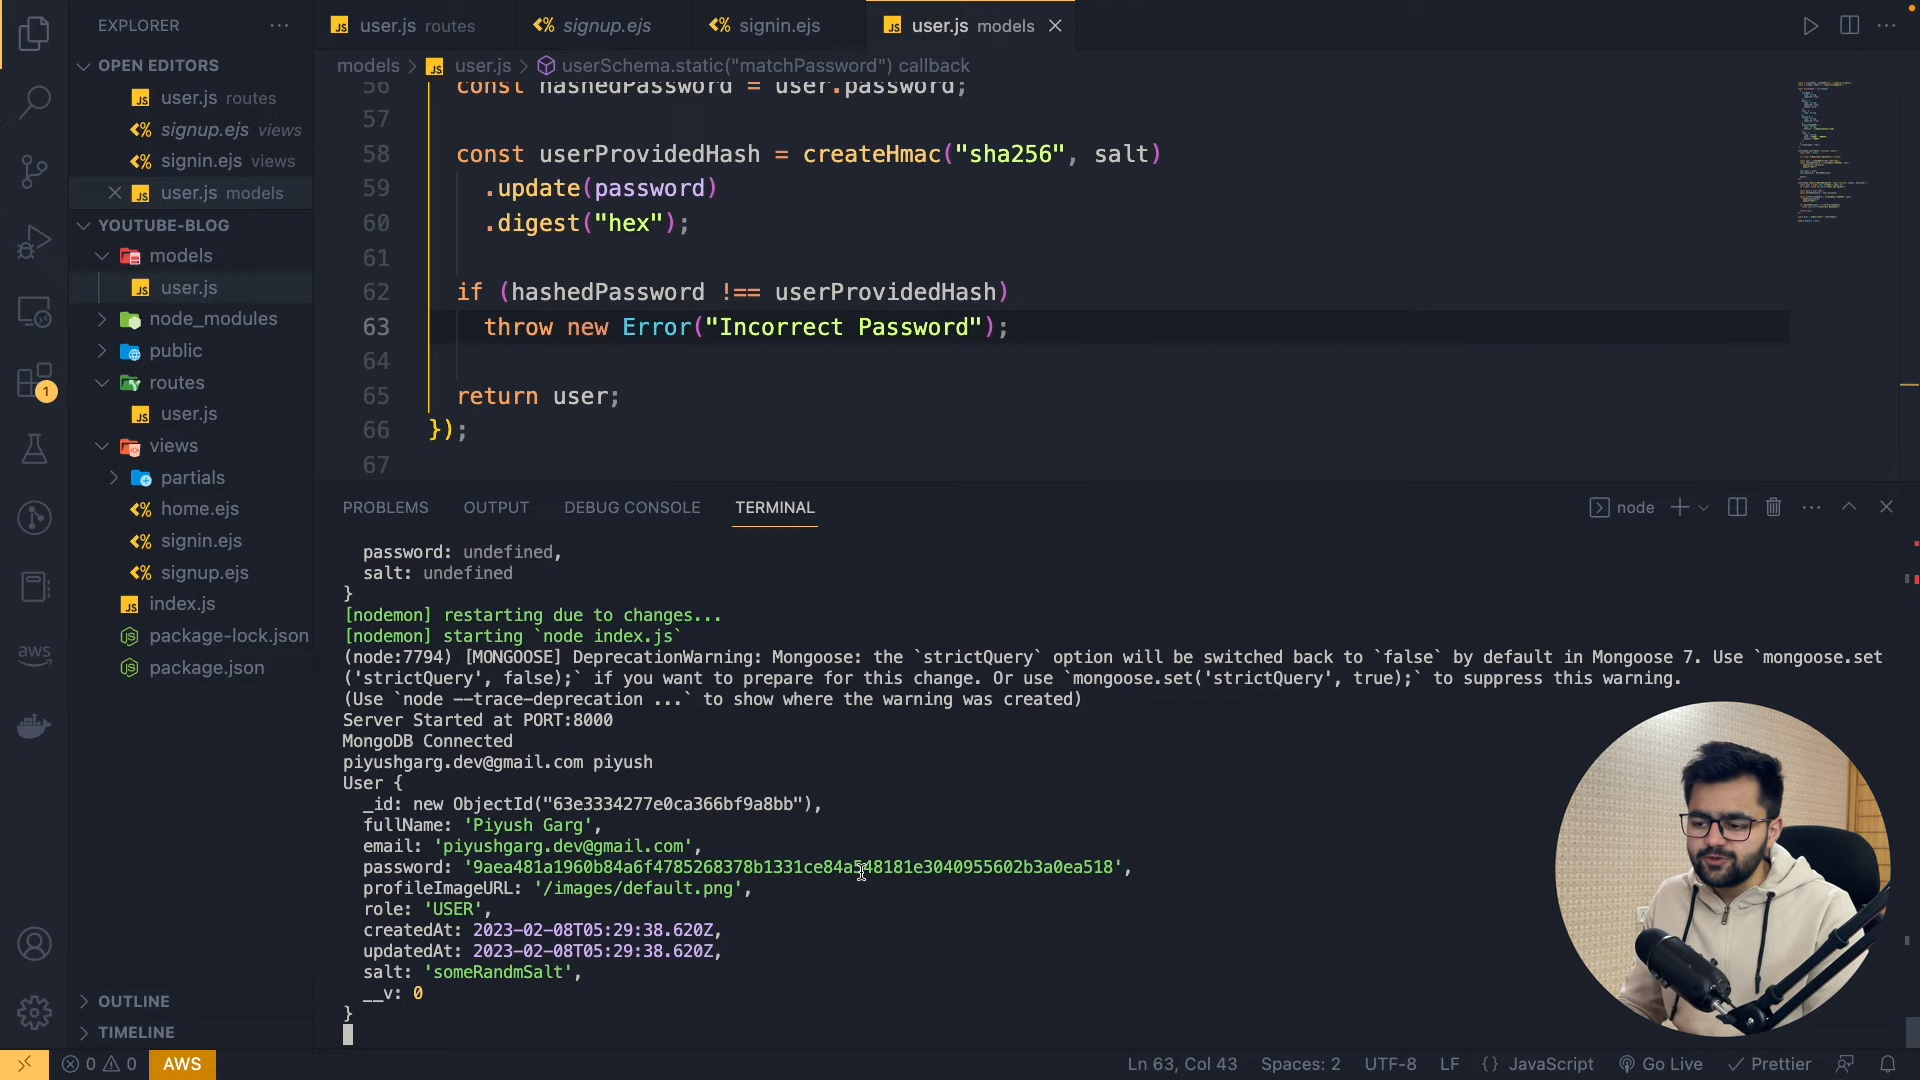 EXPLORER
OPEN EDITORS
user.js routes
signup.ejs views
signin.ejs views
user.js models
YOUTUBE-BLOG
models
user.js
node_modules
public
routes
user.js
views
partials
home.ejs
signin.ejs
signup.ejs
index.js
package-lock.json
package.json
OUTLINE
TIMELINE
1
aws
user.js routes
signup.ejs
signin.ejs
user.js models
models > user.js > userSchema.static("matchPassword") callback
56 const hashedPassword = user.password;
57
58 const userProvidedHash = createHmac("sha256", salt)
59 .update(password)
60 .digest("hex");
61
62 if (hashedPassword !== userProvidedHash)
63 throw new Error("Incorrect Password");
64
65 return user;
66 });
67
PROBLEMS OUTPUT DEBUG CONSOLE TERMINAL
node
password: undefined,
salt: undefined
}
[nodemon] restarting due to changes...
[nodemon] starting `node index.js`
(node:7794) [MONGOOSE] DeprecationWarning: Mongoose: the `strictQuery` option will be switched back to `false` by default in Mongoose 7. Use `mongoose.set
('strictQuery', false);` if you want to prepare for this change. Or use `mongoose.set('strictQuery', true);` to suppress this warning.
(Use `node --trace-deprecation ...` to show where the warning was created)
Server Started at PORT:8000
MongoDB Connected
piyushgarg.dev@gmail.com piyush
User {
_id: new ObjectId("63e3334277e0ca366bf9a8bb"),
fullName: 'Piyush Garg',
email: 'piyushgarg.dev@gmail.com',
password: '9aea481a1960b84a6f4785268378b1331ce84a548181e3040955602b3a0ea518',
profileImageURL: '/images/default.png',
role: 'USER',
createdAt: 2023-02-08T05:29:38.620Z,
updatedAt: 2023-02-08T05:29:38.620Z,
salt: 'someRandmSalt',
__v: 0
}
0 0 AWS
Ln 63, Col 43 Spaces: 2 UTF-8 LF {} JavaScript Go Live Prettier